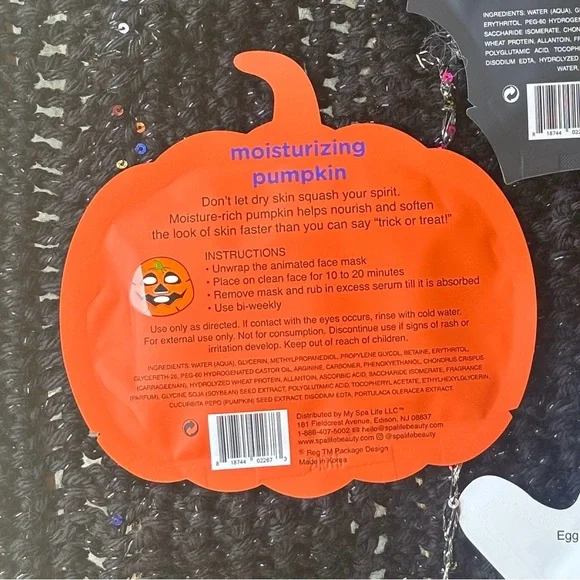 moisturizing
pumpkin
Don't let dry skin squash your spirit.
Moisture-rich pumpkin helps nourish and soften
the look of skin faster than you can say "trick or treat!"
INSTRUCTIONS
• Unwrap the animated face mask
• Place on clean face for 10 to 20 minutes
• Remove mask and rub in excess serum till it is absorbed
• Use bi-weekly
Use only as directed. If contact with the eyes occurs, rinse with cold water.
For external use only. Not for consumption. Discontinue use if signs of rash or
irritation develop. Keep out of reach of children.
INGREDIENTS: WATER (AQUA), GLYCERIN, METHYLPROPANEDIOL, PROPYLENE GLYCOL, BETAINE, ERYTHRITOL,
GLYCERETH-26, PEG-60 HYDROGENATED CASTOR OIL, ARGININE, CARBOMER, PHENOXYETHANOL, CHONDRUS CRISPUS
(CARRAGEENAN), HYDROLYZED WHEAT PROTEIN, ALLANTOIN, ASCORBIC ACID, SACCHARIDE ISOMERATE, FRAGRANCE
(PARFUM), GLYCINE SOJA (SOYBEAN) SEED EXTRACT, POLYGLUTAMIC ACID, TOCOPHERYL ACETATE, ETHYLHEXYLGLYCERIN,
CUCURBITA PEPO (PUMPKIN) SEED EXTRACT, DISODIUM EDTA, PORTULACA OLERACEA EXTRACT.
Distributed by My Spa Life LLC™
181 Fieldcrest Avenue, Edison, NJ 08837
1-888-407-5002 hello@spalifebeauty.com
www.spalifebeauty.com @spalifebeauty
® Reg TM Package Design
Made in Korea
8 18744 02267
INGREDIENTS: WATER (AQUA),
ERYTHRITOL, PEG-60
SACCHARIDE ISOMERATE,
WHEAT PROTEIN, ALLANTOIN,
POLYGLUTAMIC ACID,
DISODIUM EDTA, HYDROLYZED
WATER,
8 18744
Egg